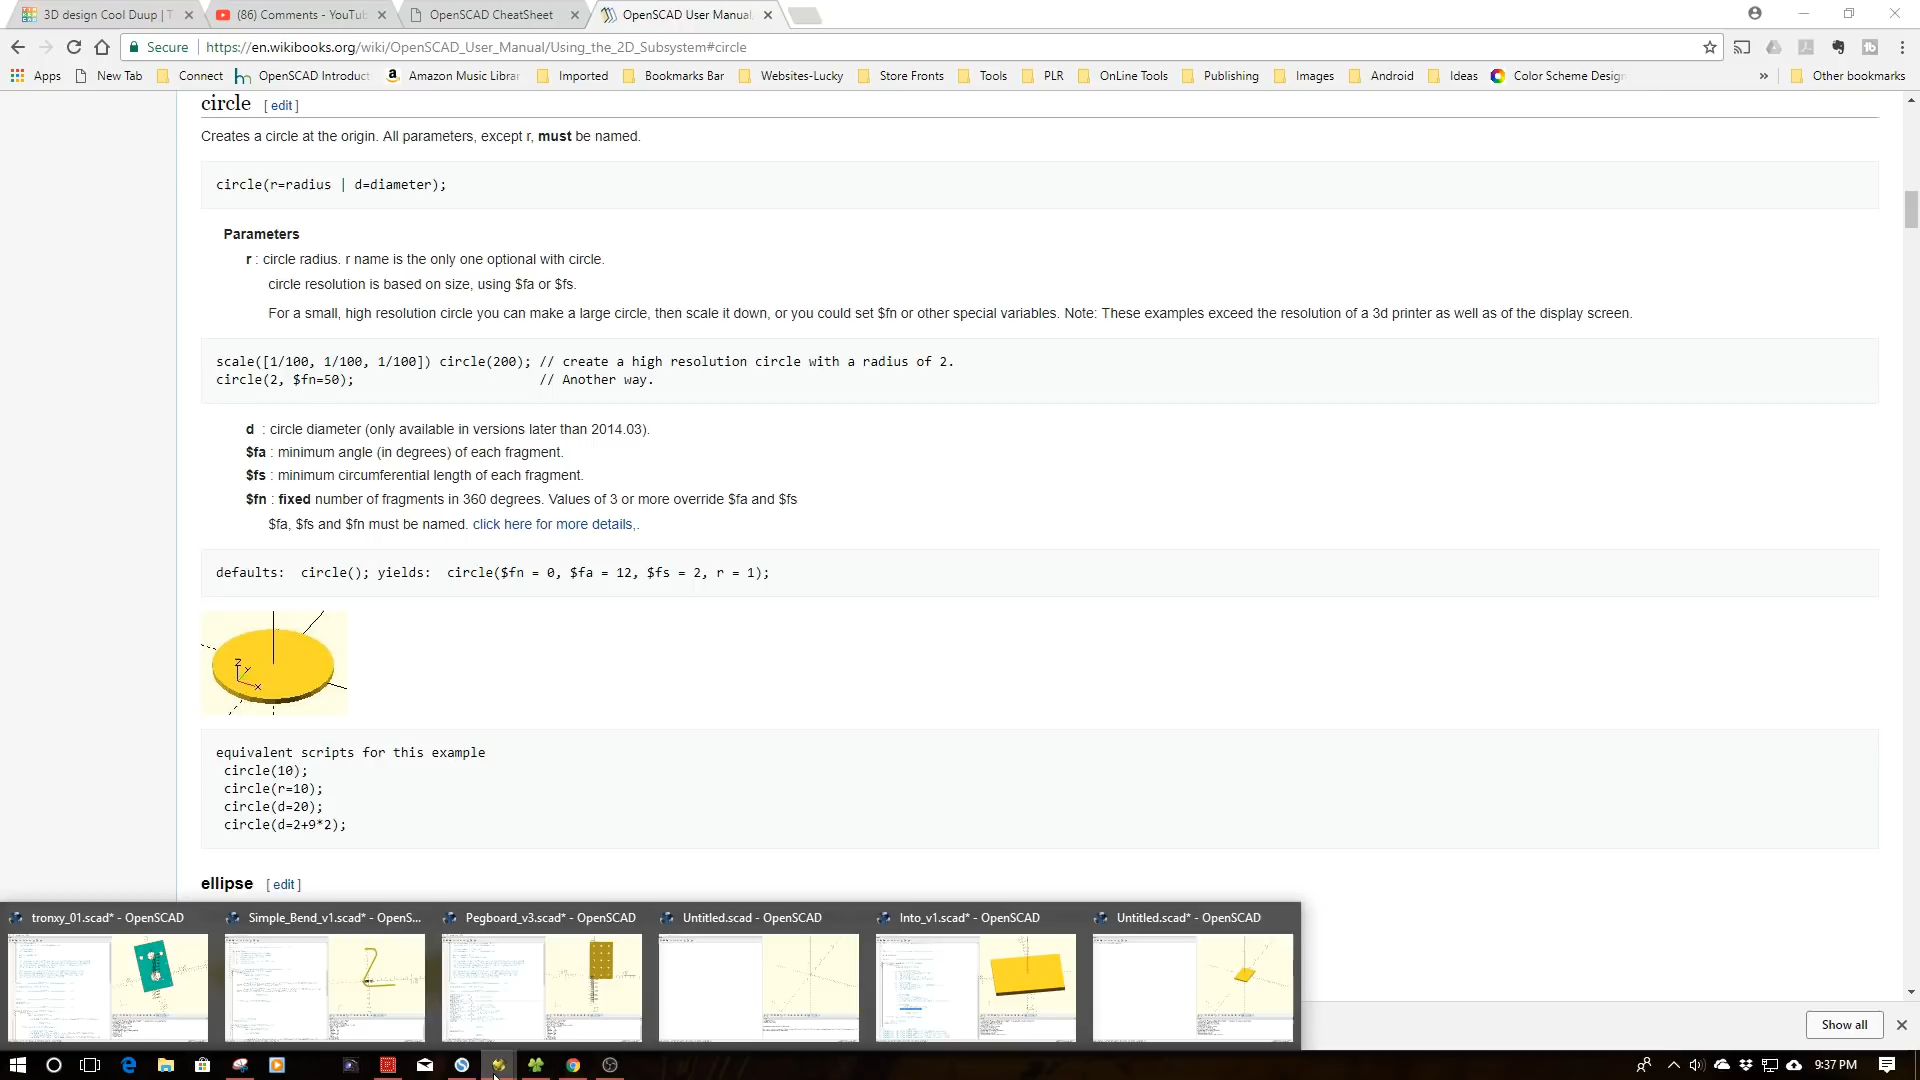 3D design Cool Duup | T
(86) Comments - YouTu
OpenSCAD CheatSheet
OpenSCAD User Manual
Secure
https://en.wikibooks.org/wiki/OpenSCAD_User_Manual/Using_the_2D_Subsystem#circle
Apps
New Tab
Connect
OpenSCAD Introduct
Amazon Music Librar
Imported
Bookmarks Bar
Websites-Lucky
Store Fronts
Tools
PLR
OnLine Tools
Publishing
Images
Android
Ideas
Color Scheme Design
»
Other bookmarks
circle [ edit ]
Creates a circle at the origin. All parameters, except r, must be named.
circle(r=radius | d=diameter);
Parameters
r : circle radius. r name is the only one optional with circle.
circle resolution is based on size, using $fa or $fs.
For a small, high resolution circle you can make a large circle, then scale it down, or you could set $fn or other special variables. Note: These examples exceed the resolution of a 3d printer as well as of the display screen.
scale([1/100, 1/100, 1/100]) circle(200); // create a high resolution circle with a radius of 2.
circle(2, $fn=50); // Another way.
d : circle diameter (only available in versions later than 2014.03).
$fa : minimum angle (in degrees) of each fragment.
$fs : minimum circumferential length of each fragment.
$fn : fixed number of fragments in 360 degrees. Values of 3 or more override $fa and $fs
$fa, $fs and $fn must be named. click here for more details,.
defaults: circle(); yields: circle($fn = 0, $fa = 12, $fs = 2, r = 1);
Z
Y
X
equivalent scripts for this example
circle(10);
circle(r=10);
circle(d=20);
circle(d=2+9*2);
ellipse [ edit ]
tronxy_01.scad* - OpenSCAD
Simple_Bend_v1.scad* - OpenS...
Pegboard_v3.scad* - OpenSCAD
Untitled.scad - OpenSCAD
Into_v1.scad* - OpenSCAD
Untitled.scad* - OpenSCAD
Show all
9:37 PM